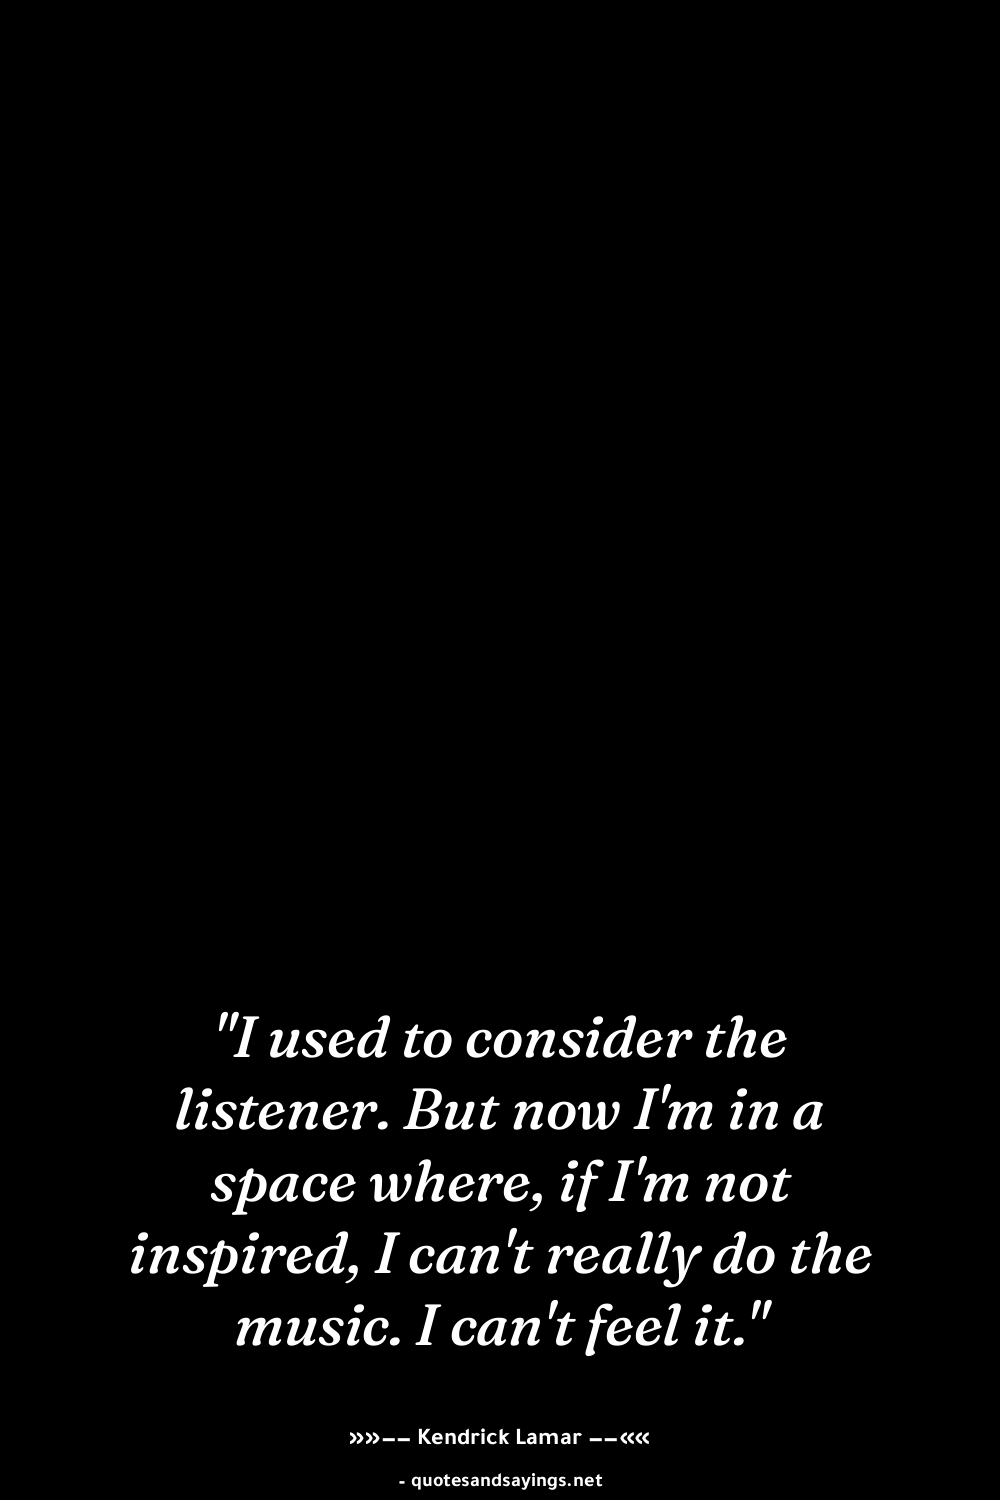 "I used to consider the
listener. But now I'm in a
space where, if I'm not
inspired, I can't really do the
music. I can't feel it."
»»−− Kendrick Lamar −−««
- quotesandsayings.net